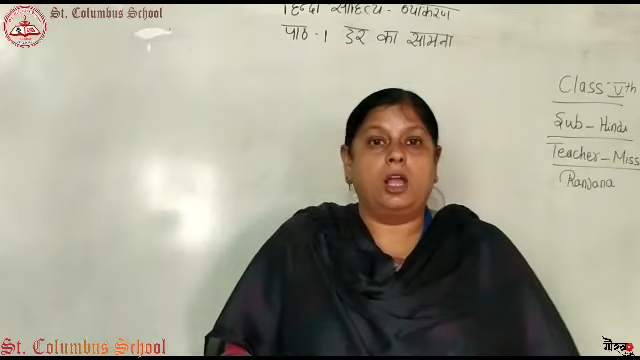 St. Columbus School
हिन्दी साहित्य - व्याकरण
पाठ - 1 डर का सामना
Class - Vth
Sub - Hindi
Teacher - Miss
Ranjana
St. Columbus School